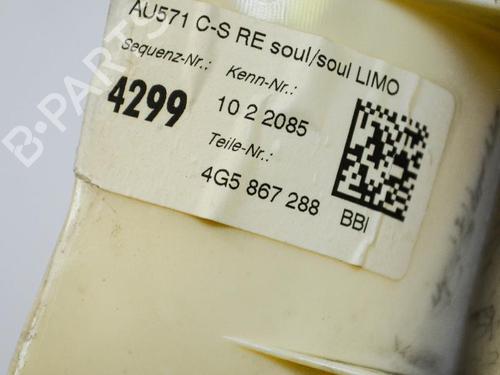 AU571 C-S RE soul/soul LIMO
Sequenz-Nr.: Kenn-Nr.:
4299 10 2 2085
Teile-Nr.:
4G5 867 288 BBI
B-PARTS